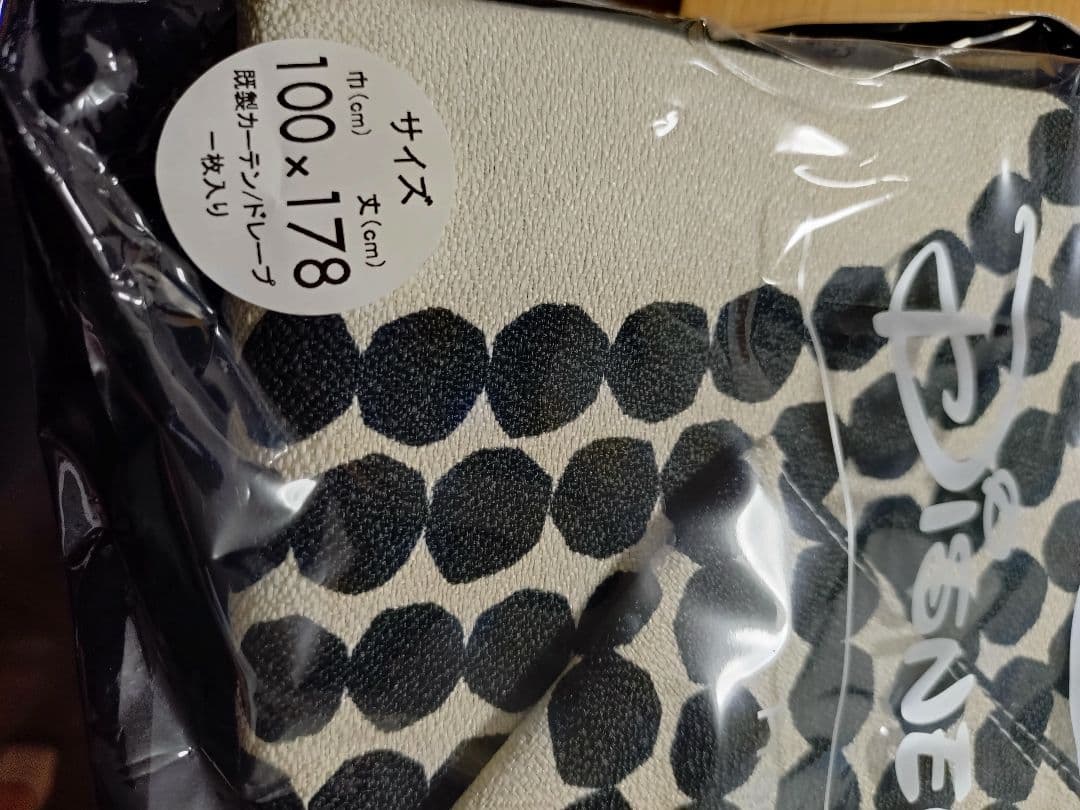 サイズ
巾(cm) 丈(cm)
100×178
既製カーテン/ドレープ
一枚入り
DESIGNE